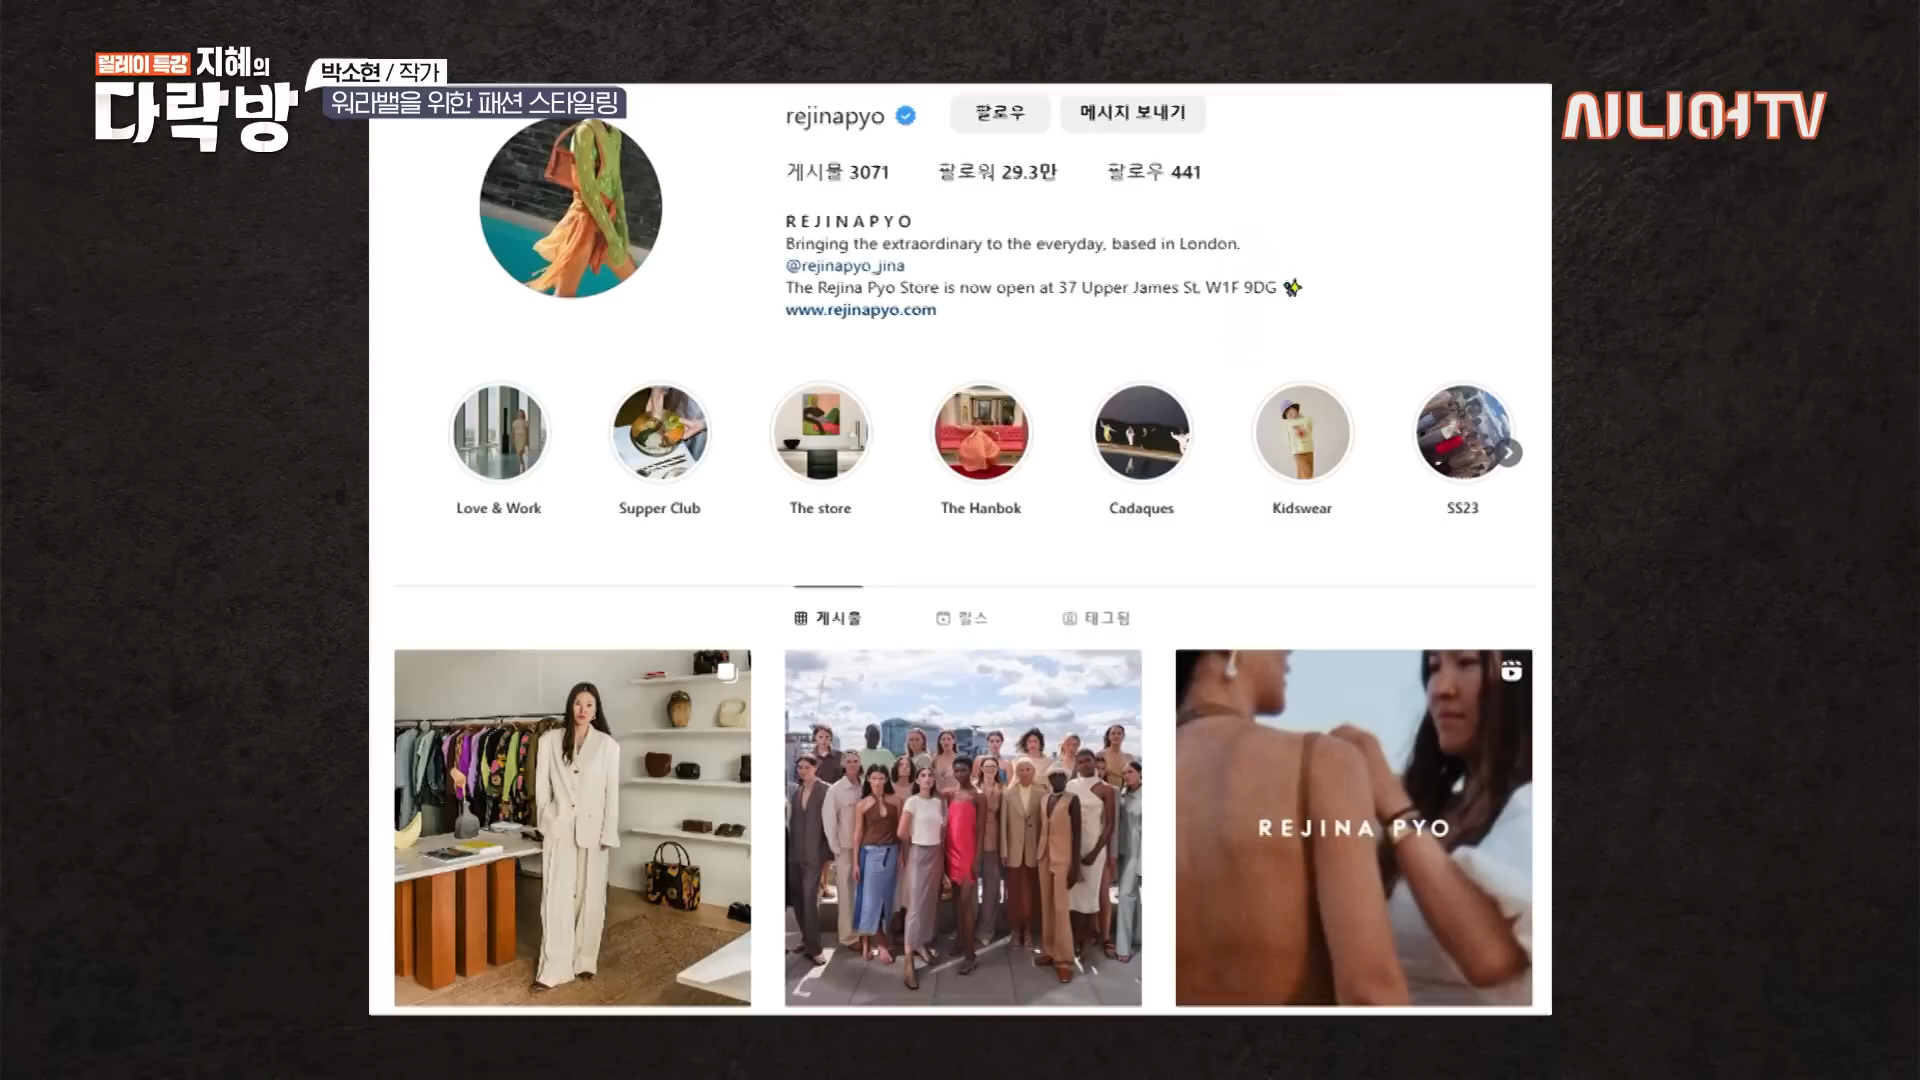 릴레이 특강 지혜의
다락방
박소현 / 작가
워라밸을 위한 패션 스타일링
시니어TV
rejinapyo
팔로우
메시지 보내기
게시물 3071
팔로워 29.3만
팔로우 441
REJINAPYO
Bringing the extraordinary to the everyday, based in London.
@rejinapyo_jina
The Rejina Pyo Store is now open at 37 Upper James St, W1F 9DG
www.rejinapyo.com
Love & Work
Supper Club
The store
The Hanbok
Cadaques
Kidswear
SS23
게시물
릴스
태그됨
REJINA PYO